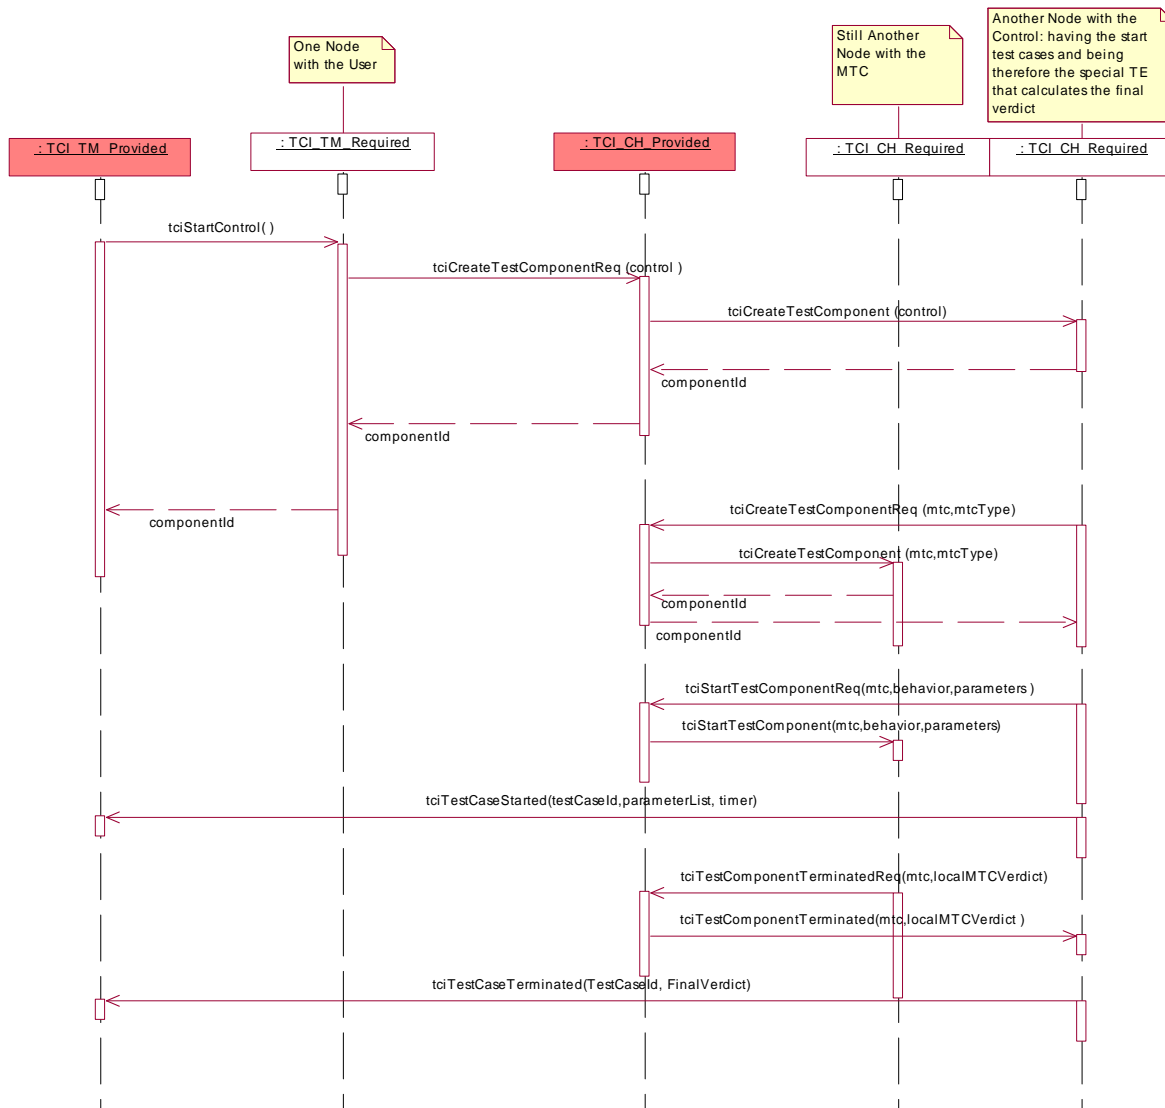 One Node
with the User
Still Another
Node with the
MTC
Another Node with the
Control: having the start
test cases and being
therefore the special TE
that calculates the final
verdict
: TCI_TM_Provided
: TCI_TM_Required
: TCI_CH_Provided
: TCI_CH_Required
: TCI_CH_Required
tciStartControl( )
tciCreateTestComponentReq (control )
tciCreateTestComponent (control)
componentId
componentId
componentId
tciCreateTestComponentReq (mtc,mtcType)
tciCreateTestComponent (mtc,mtcType)
componentId
componentId
tciStartTestComponentReq(mtc,behavior,parameters )
tciStartTestComponent(mtc,behavior,parameters)
tciTestCaseStarted(testCaseId,parameterList, timer)
tciTestComponentTerminatedReq(mtc,localMTCVerdict)
tciTestComponentTerminated(mtc,localMTCVerdict )
tciTestCaseTerminated(TestCaseId, FinalVerdict)